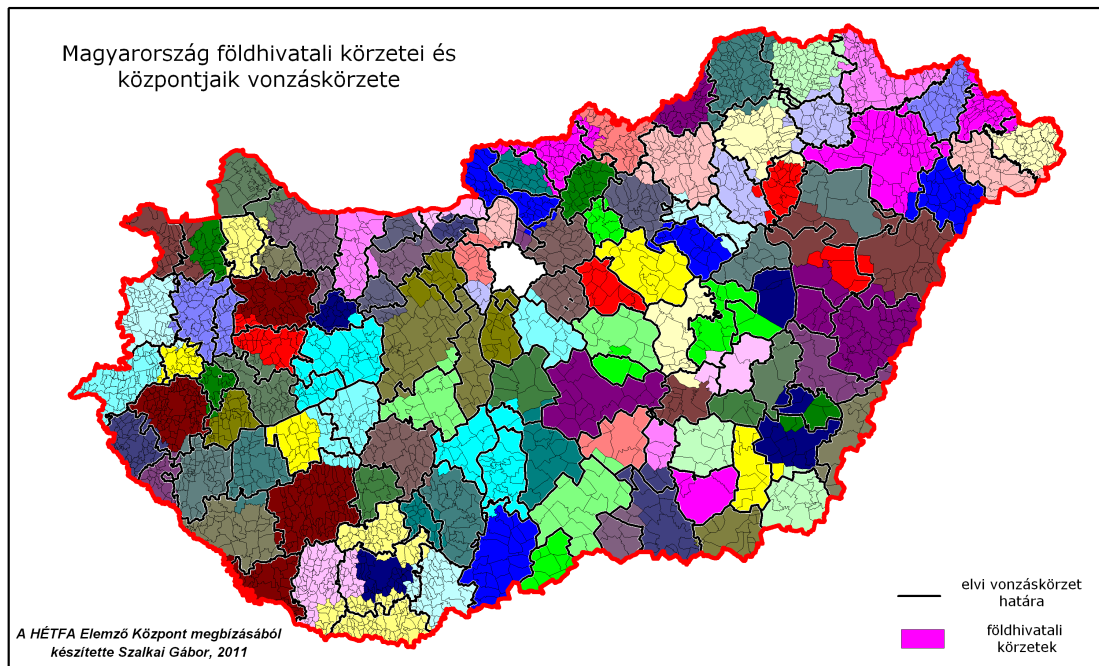 Magyarország földhivatali körzetei és
központjaik vonzáskörzete
elvi vonzáskörzet
határa
földhivatali
körzetek
A HÉTFA Elemző Központ megbízásából
készítette Szalkai Gábor, 2011